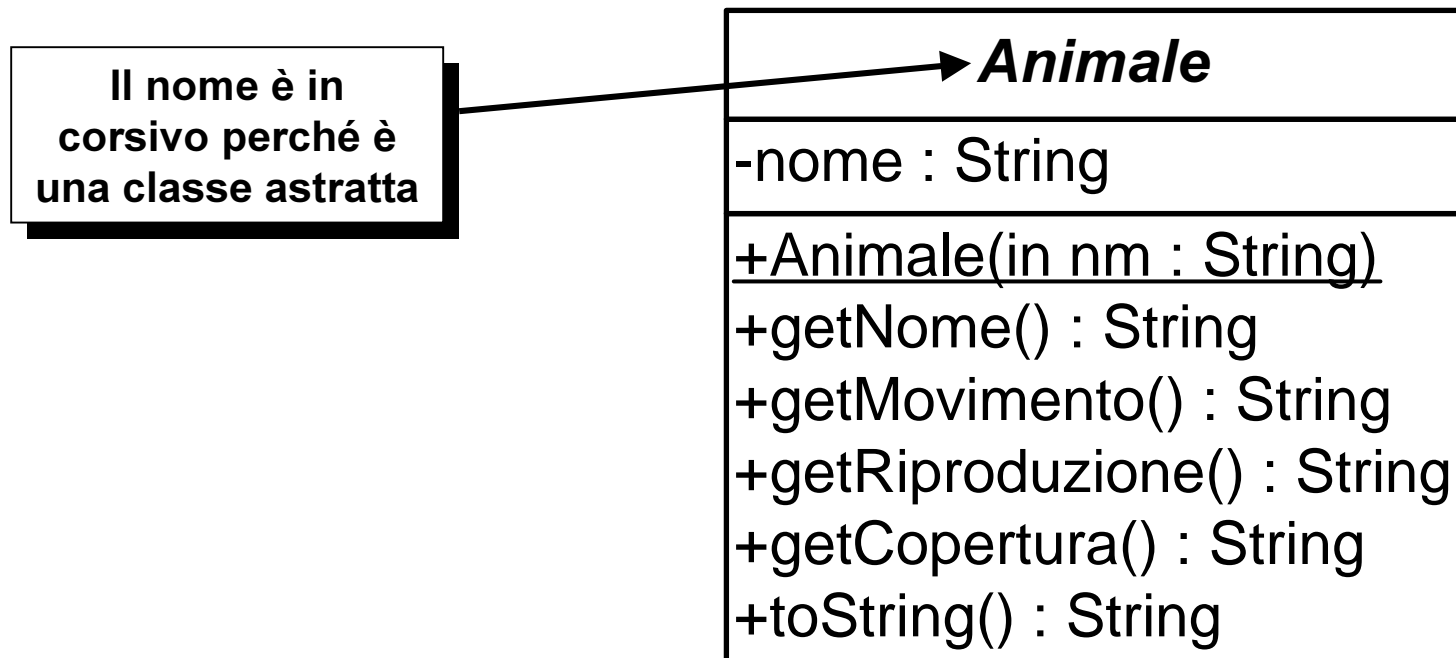 Il nome è in
corsivo perché è
una classe astratta
Animale
-nome : String
+Animale(in nm : String)
+getNome() : String
+getMovimento() : String
+getRiproduzione() : String
+getCopertura() : String
+toString() : String